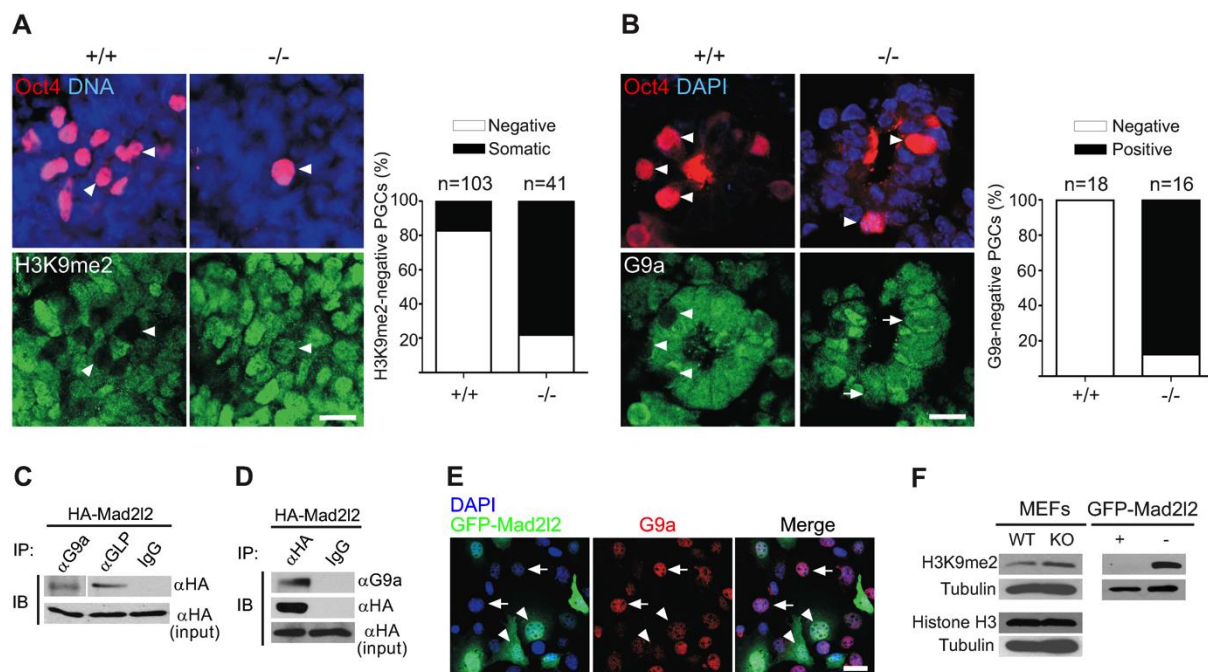 A
+/+
-/-
Oct4 DNA
H3K9me2
Negative
Somatic
n=103
n=41
H3K9me2-negative PGCs (%)
100
80
60
40
20
+/+
-/-
B
+/+
-/-
Oct4 DAPI
G9a
Negative
Positive
n=18
n=16
G9a-negative PGCs (%)
100
80
60
40
20
+/+
-/-
C
HA-Mad2l2
IP:
αG9a
αGLP
IgG
IB
αHA
αHA
(input)
D
HA-Mad2l2
IP:
αHA
IgG
IB
αG9a
αHA
αHA
(input)
E
DAPI
GFP-Mad2l2
G9a
Merge
F
MEFs
GFP-Mad2l2
WT KO
+ -
H3K9me2
Tubulin
Histone H3
Tubulin